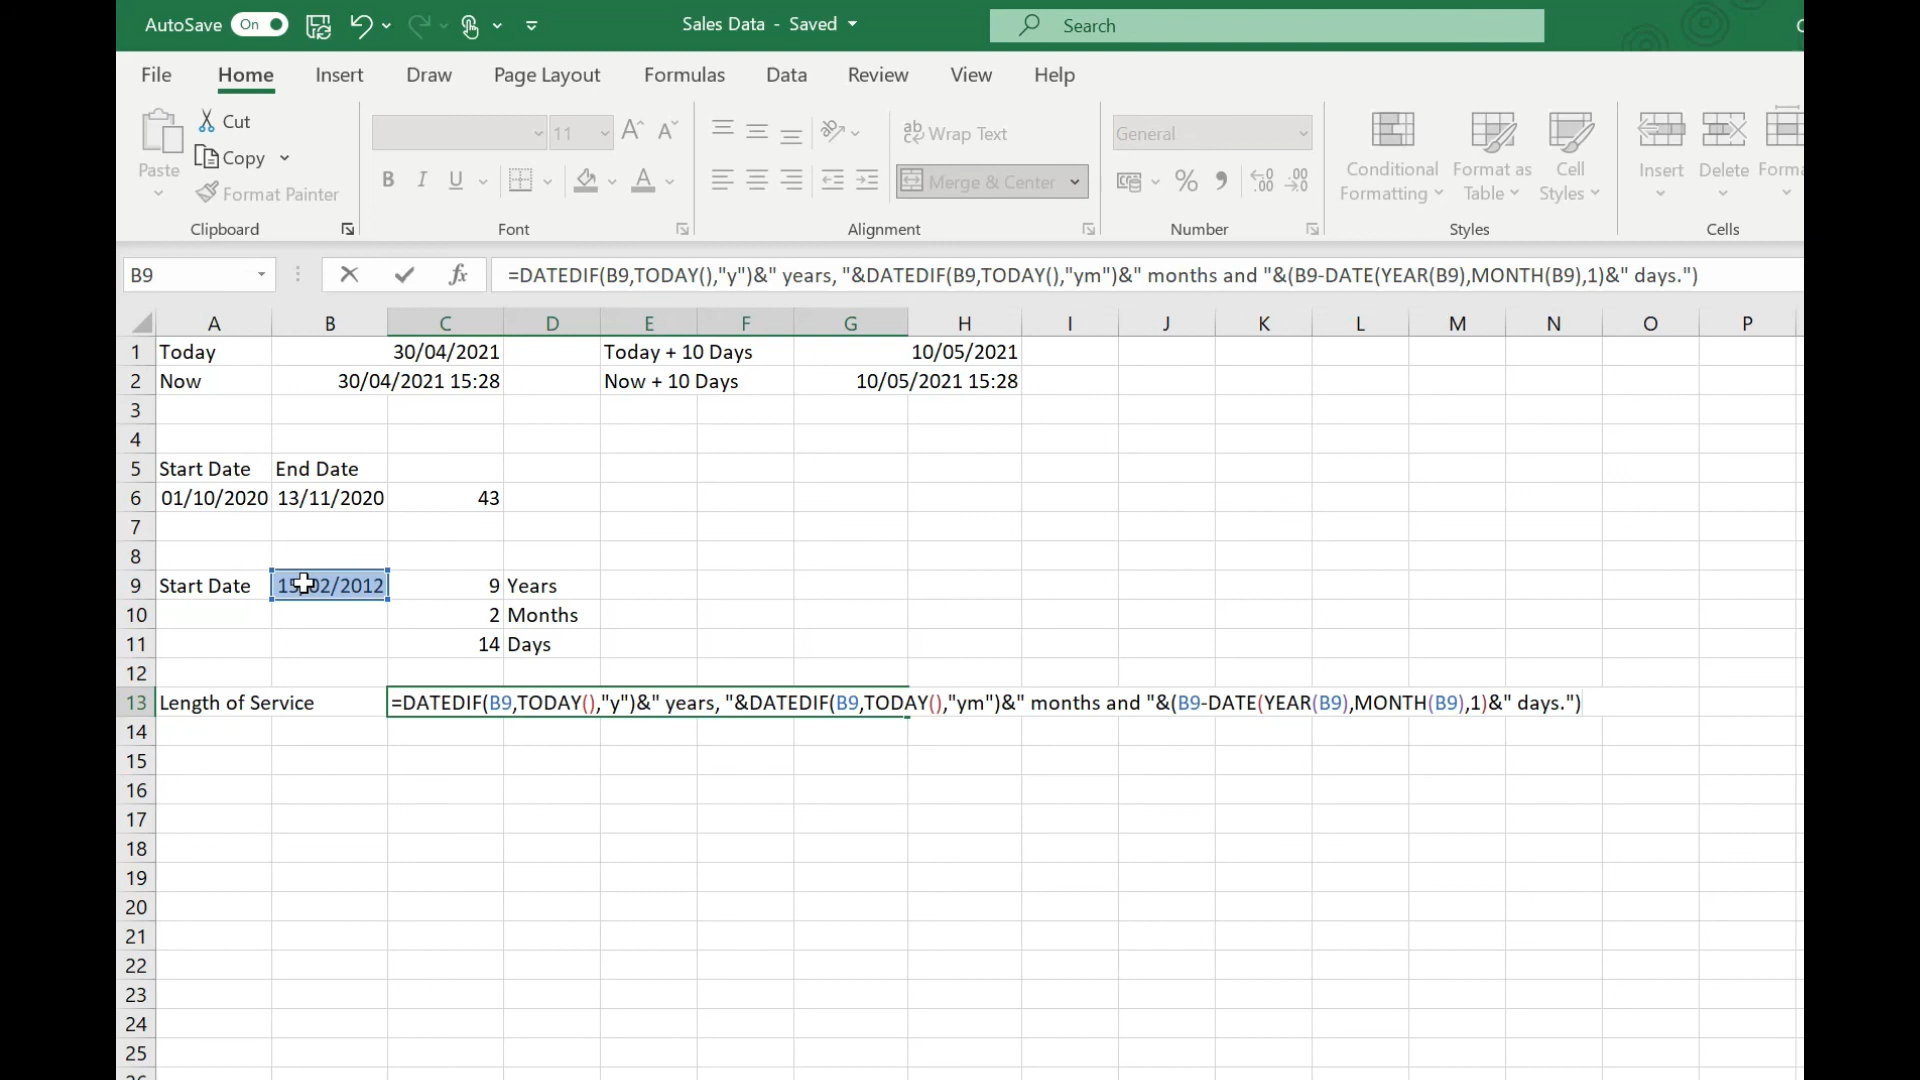 AutoSave On Sales Data - Saved Search
File Home Insert Draw Page Layout Formulas Data Review View Help
Paste Cut Copy Format Painter
11
B I U A
ab Wrap Text
Merge & Center
General
%
Conditional Formatting
Format as Table
Cell Styles
Insert Delete
Clipboard Font Alignment Number Styles Cells
B9 fx =DATEDIF(B9,TODAY(),"y")&" years, "&DATEDIF(B9,TODAY(),"ym")&" months and "&(B9-DATE(YEAR(B9),MONTH(B9),1)&" days.")
A B C D E F G H I J K L M N O P
1 Today 30/04/2021 Today + 10 Days 10/05/2021
2 Now 30/04/2021 15:28 Now + 10 Days 10/05/2021 15:28
3
4
5 Start Date End Date
6 01/10/2020 13/11/2020 43
7
8
9 Start Date 15/02/2012 9 Years
10 2 Months
11 14 Days
12
13 Length of Service =DATEDIF(B9,TODAY(),"y")&" years, "&DATEDIF(B9,TODAY(),"ym")&" months and "&(B9-DATE(YEAR(B9),MONTH(B9),1)&" days.")
14
15
16
17
18
19
20
21
22
23
24
25